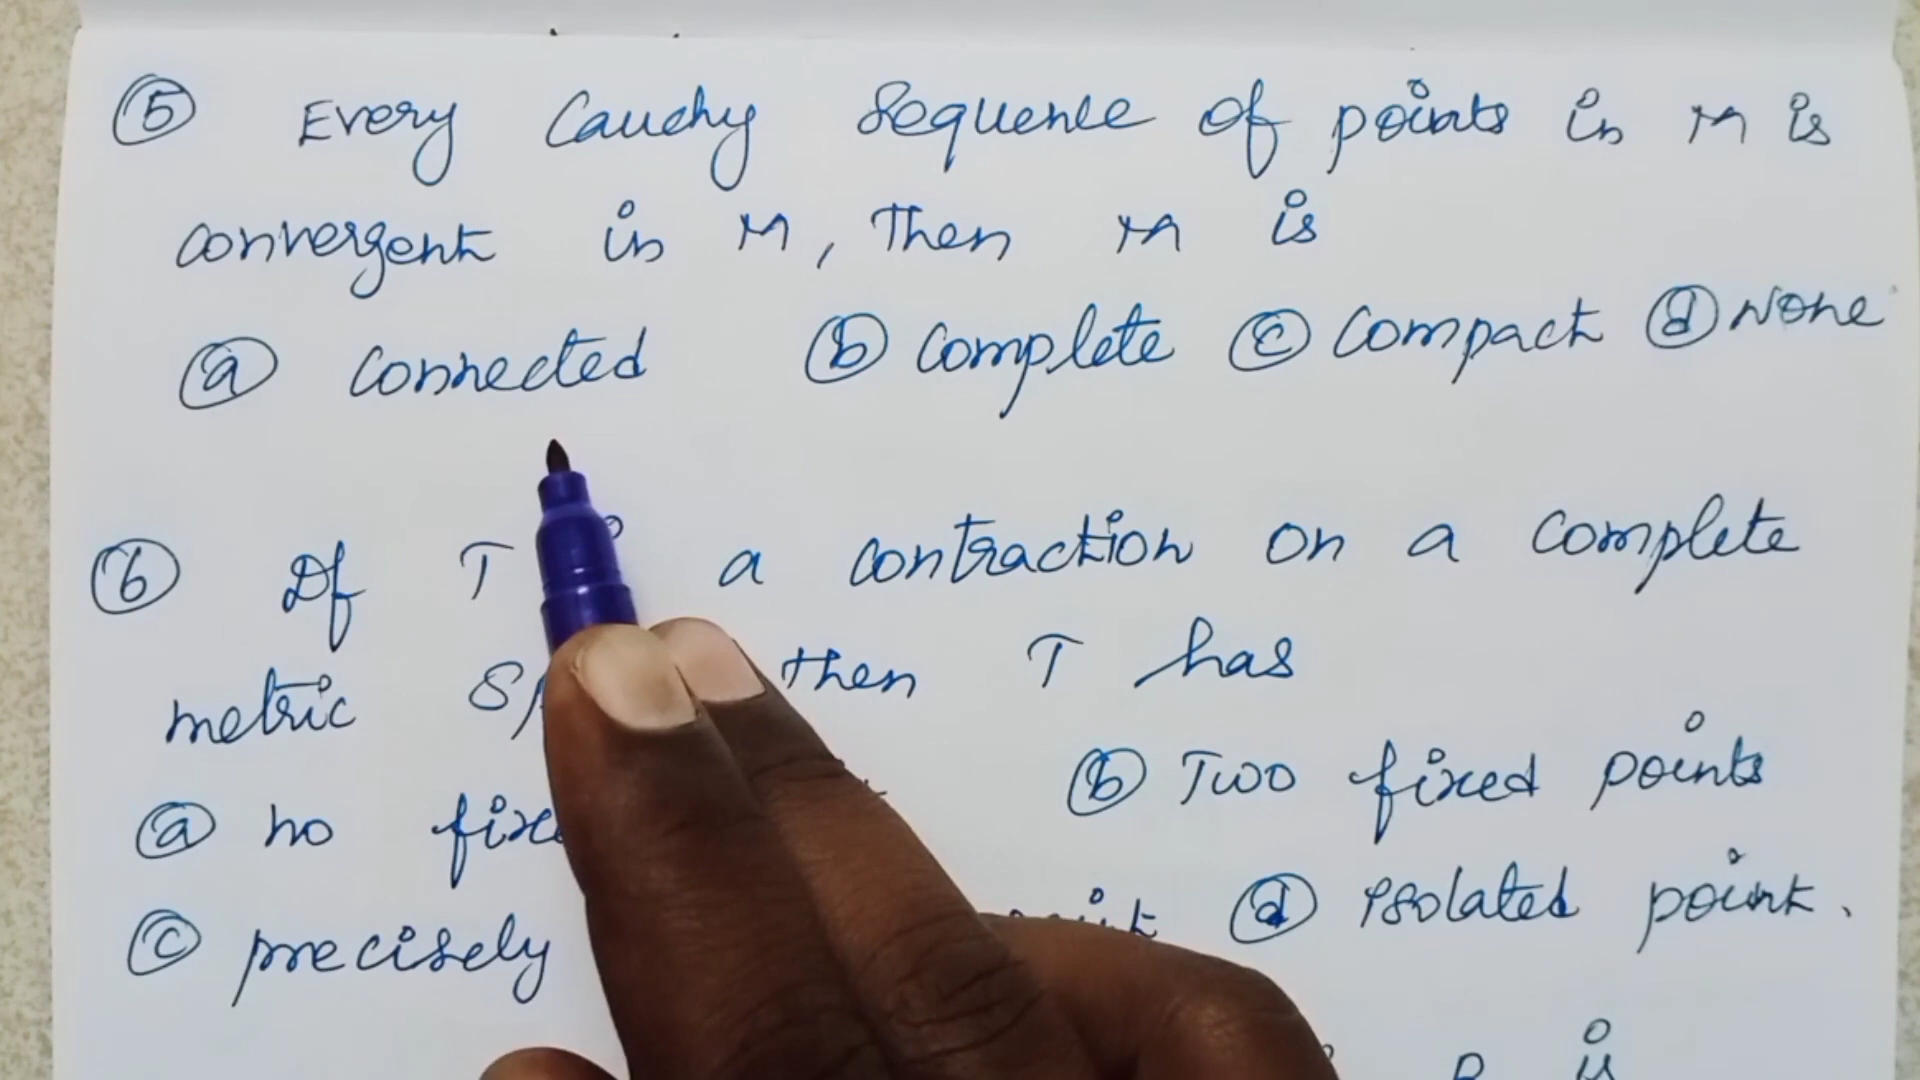 5 Every Cauchy Sequence of points in M is
convergent in M, Then M is
a connected b complete c compact d None
6 If T a contraction on a complete
metric then T has
a no b Two fixed points
c precisely d isolated point.
is